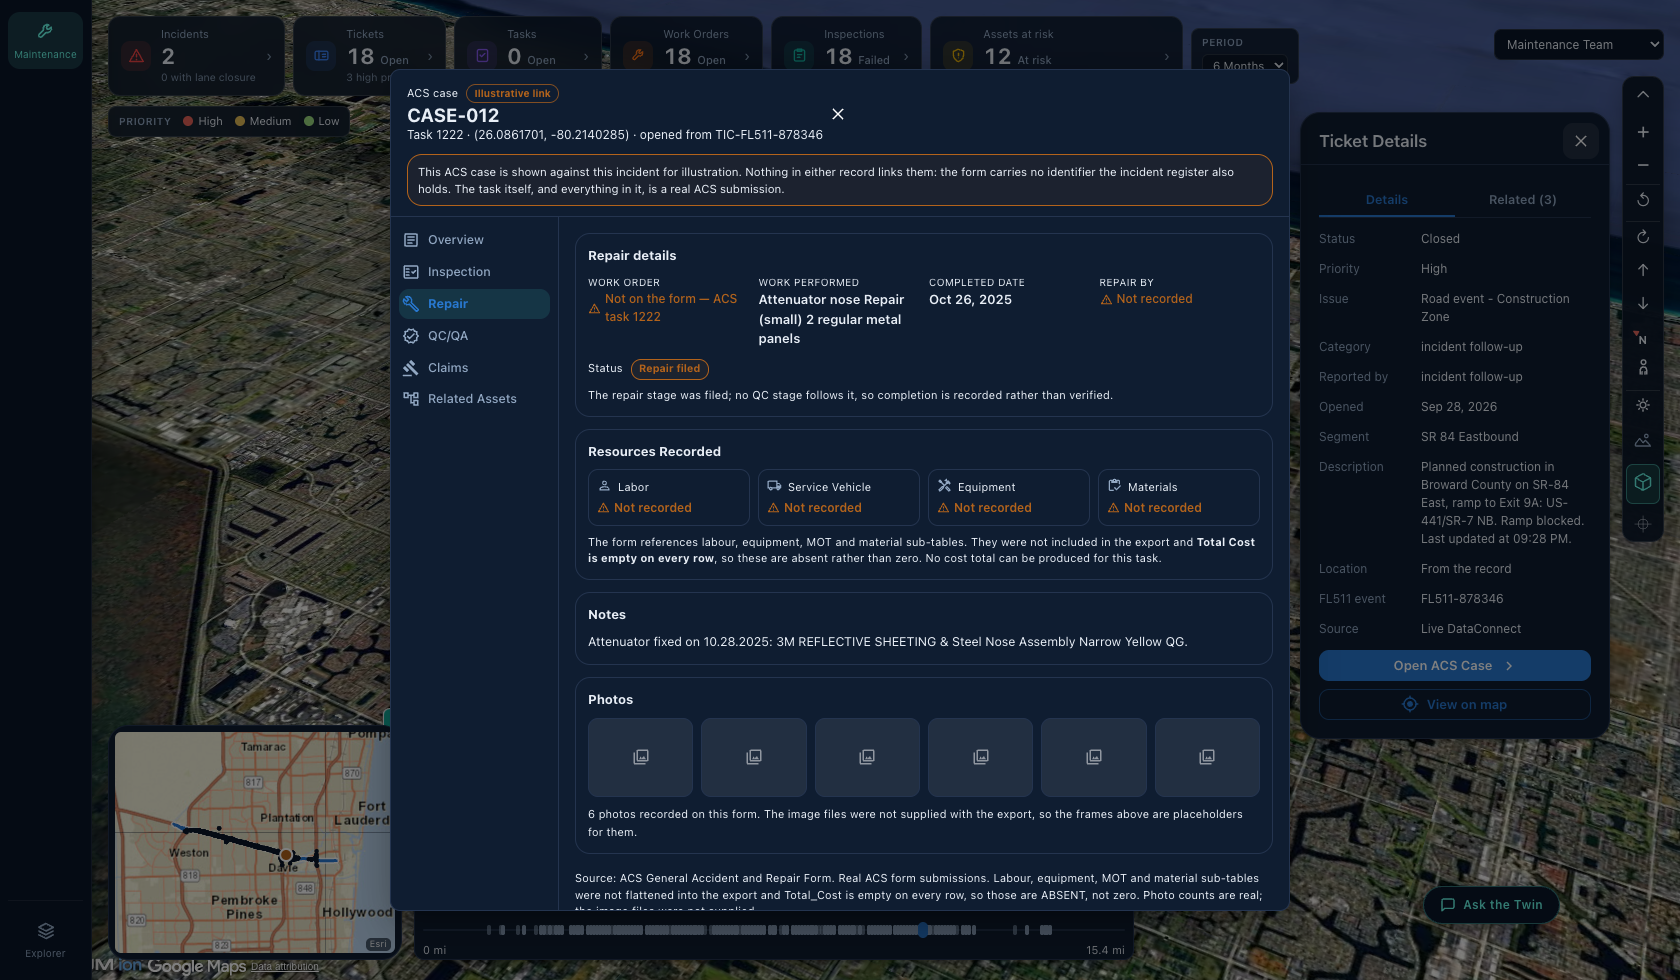 Maintenance
Incidents
2
0 with lane closure
Tickets
18 Open
Tasks
0 Open
Work Orders
18 Open
Inspections
18 Failed
Assets at risk
12 At risk
PERIOD
6 Months
Maintenance Team
PRIORITY High Medium Low
ACS case Illustrative link
CASE-012
Task 1222 · (26.0861701, -80.2140285) · opened from TIC-FL511-878346
This ACS case is shown against this incident for illustration. Nothing in either record links them: the form carries no identifier the incident register also
holds. The task itself, and everything in it, is a real ACS submission.
Overview
Inspection
Repair
QC/QA
Claims
Related Assets
Repair details
WORK ORDER
Not on the form — ACS
task 1222
WORK PERFORMED
Attenuator nose Repair
(small) 2 regular metal
panels
COMPLETED DATE
Oct 26, 2025
REPAIR BY
Not recorded
Status Repair filed
The repair stage was filed; no QC stage follows it, so completion is recorded rather than verified.
Resources Recorded
Labor
Not recorded
Service Vehicle
Not recorded
Equipment
Not recorded
Materials
Not recorded
The form references labour, equipment, MOT and material sub-tables. They were not included in the export and Total Cost
is empty on every row, so these are absent rather than zero. No cost total can be produced for this task.
Notes
Attenuator fixed on 10.28.2025: 3M REFLECTIVE SHEETING & Steel Nose Assembly Narrow Yellow QG.
Photos
6 photos recorded on this form. The image files were not supplied with the export, so the frames above are placeholders
for them.
Source: ACS General Accident and Repair Form. Real ACS form submissions. Labour, equipment, MOT and material sub-tables
were not flattened into the export and Total_Cost is empty on every row, so those are ABSENT, not zero. Photo counts are real;
Ticket Details
Details Related (3)
Status Closed
Priority High
Issue Road event - Construction
Zone
Category incident follow-up
Reported by incident follow-up
Opened Sep 28, 2026
Segment SR 84 Eastbound
Description Planned construction in
Broward County on SR-84
East, ramp to Exit 9A: US-
441/SR-7 NB. Ramp blocked.
Last updated at 09:28 PM.
Location From the record
FL511 event FL511-878346
Source Live DataConnect
Open ACS Case
View on map
N
Tamarac
817
870
Fort
Plantation
Weston
Davie
818
848
Pembroke
Pines
Hollywood
820
823
Esri
Explorer
Google Maps Data attribution
0 mi
15.4 mi
Ask the Twin